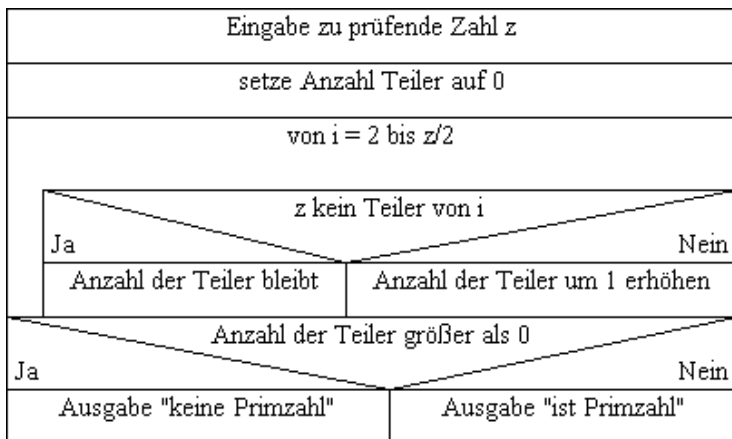 Eingabe zu prüfende Zahl z
setze Anzahl Teiler auf 0
von i = 2 bis z/2
z kein Teiler von i
Ja
Nein
Anzahl der Teiler bleibt
Anzahl der Teiler um 1 erhöhen
Anzahl der Teiler größer als 0
Ja
Nein
Ausgabe "keine Primzahl"
Ausgabe "ist Primzahl"